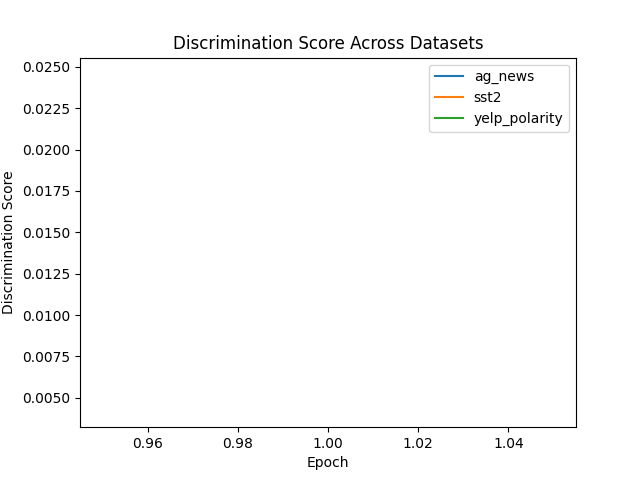 Discrimination Score Across Datasets
0.0250
0.0225
0.0200
0.0175
0.0150
0.0125
0.0100
0.0075
0.0050
Discrimination Score
ag_news
sst2
yelp_polarity
0.96 0.98 1.00 1.02 1.04
Epoch